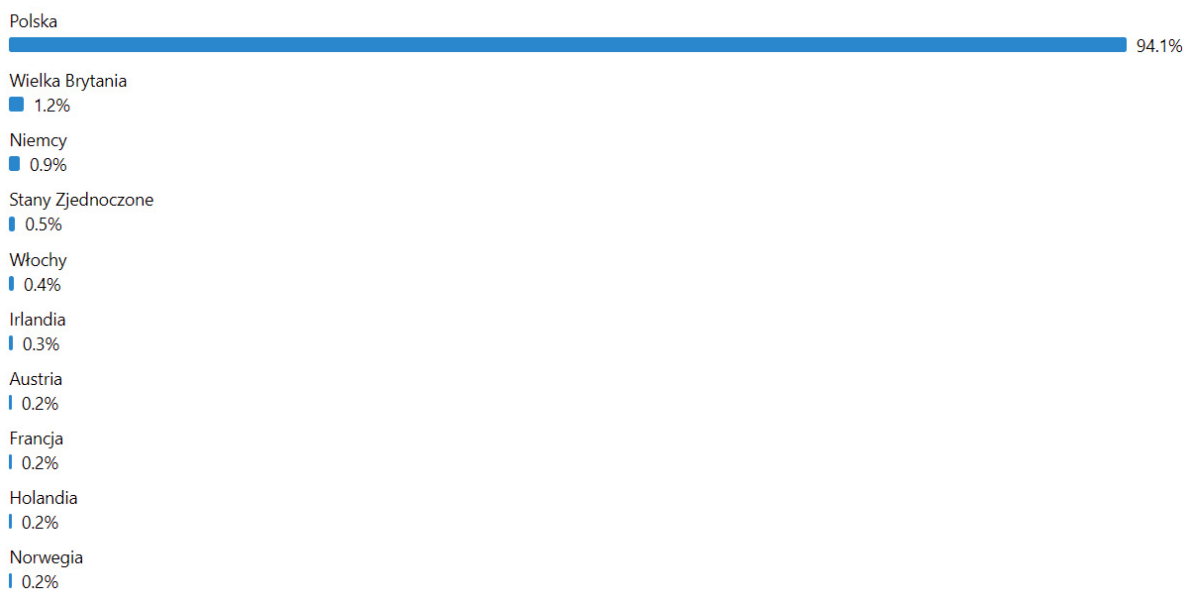 Polska
94.1%
Wielka Brytania
1.2%
Niemcy
0.9%
Stany Zjednoczone
0.5%
Włochy
0.4%
Irlandia
0.3%
Austria
0.2%
Francja
0.2%
Holandia
0.2%
Norwegia
0.2%